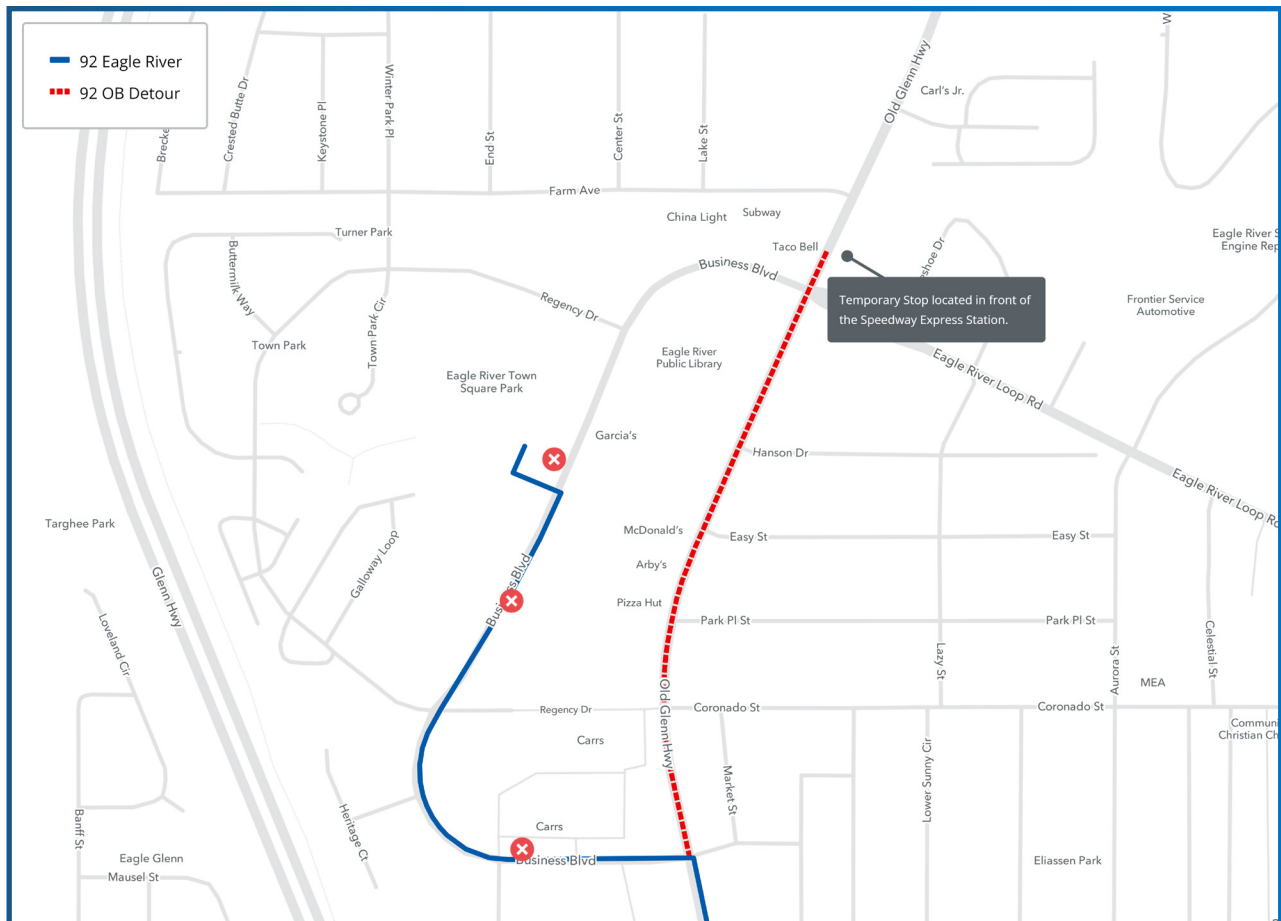 92 Eagle River
92 OB Detour
Crested Butte Dr
Keystone Pl
Winter Park Pl
End St
Center St
Lake St
Old Glenn Hwy
Carl's Jr.
W
Brecke
Farm Ave
China Light
Subway
Taco Bell
Turner Park
Buttermilk Way
Business Blvd
eshoe Dr
Eagle River S
Engine Rep
Temporary Stop located in front of
the Speedway Express Station.
Frontier Service
Automotive
Regency Dr
Town Park Cir
Town Park
Eagle River
Public Library
Eagle River Loop Rd
Eagle River Town
Square Park
Garcia's
Hanson Dr
Eagle River Loop Rd
Targhee Park
Glenn Hwy
Galloway Loop
McDonald's
Easy St
Easy St
Arby's
Business Blvd
Pizza Hut
Park Pl St
Park Pl St
Loveland Cir
Lazy St
Aurora St
Celestial St
MEA
Old Glenn Hwy
Regency Dr
Coronado St
Coronado St
Communi
Christian Ch
Carrs
Market St
Lower Sunny Cir
Heritage Ct
Banff St
Carrs
Business Blvd
Eagle Glenn
Mausel St
Eliassen Park